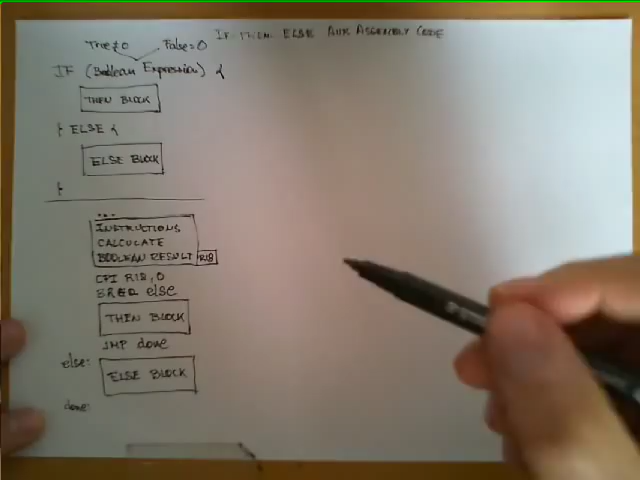 IF THEN ELSE AVR ASSEMBLY CODE
True≠0 False=0
IF (Boolean Expression) {
THEN BLOCK
} ELSE {
ELSE BLOCK
}
...
INSTRUCTIONS
CALCULATE
BOOLEAN RESULT R18
CPI R18, 0
BREQ else
THEN BLOCK
JMP done
else:
ELSE BLOCK
done: